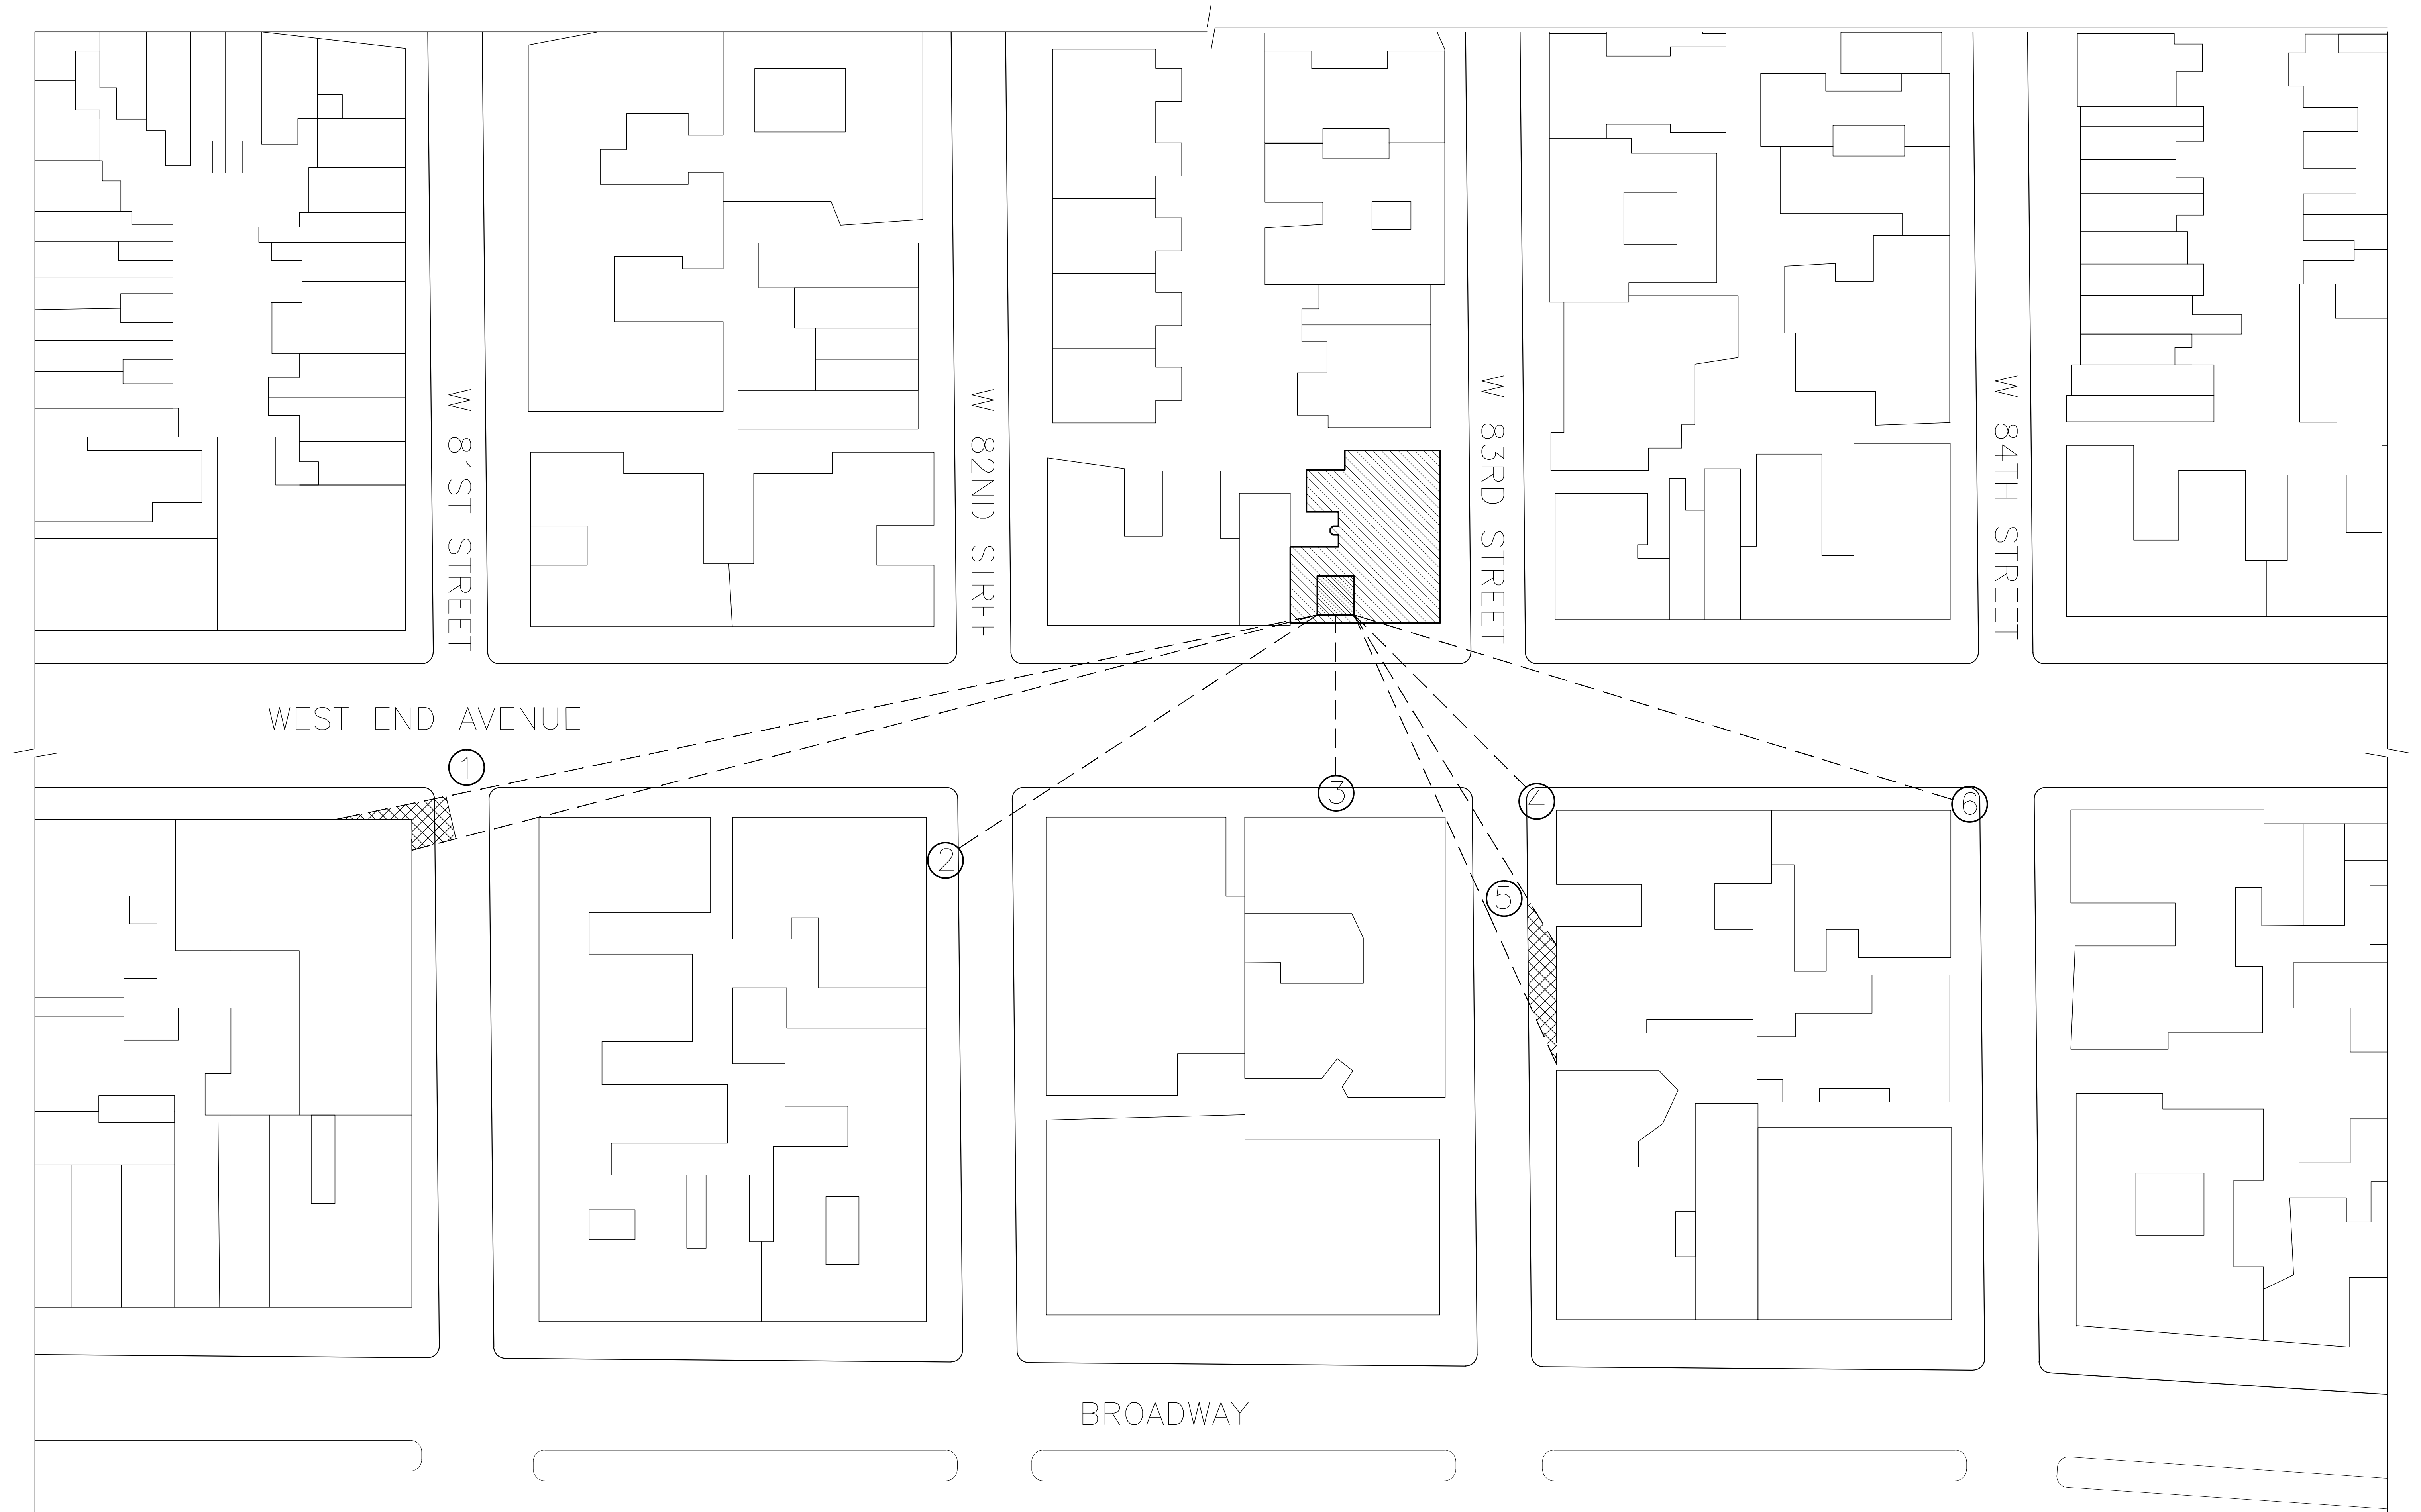 W 81ST STREET
W 82ND STREET
W 83RD STREET
W 84TH STREET
WEST END AVENUE
1
2
3
4
5
6
BROADWAY